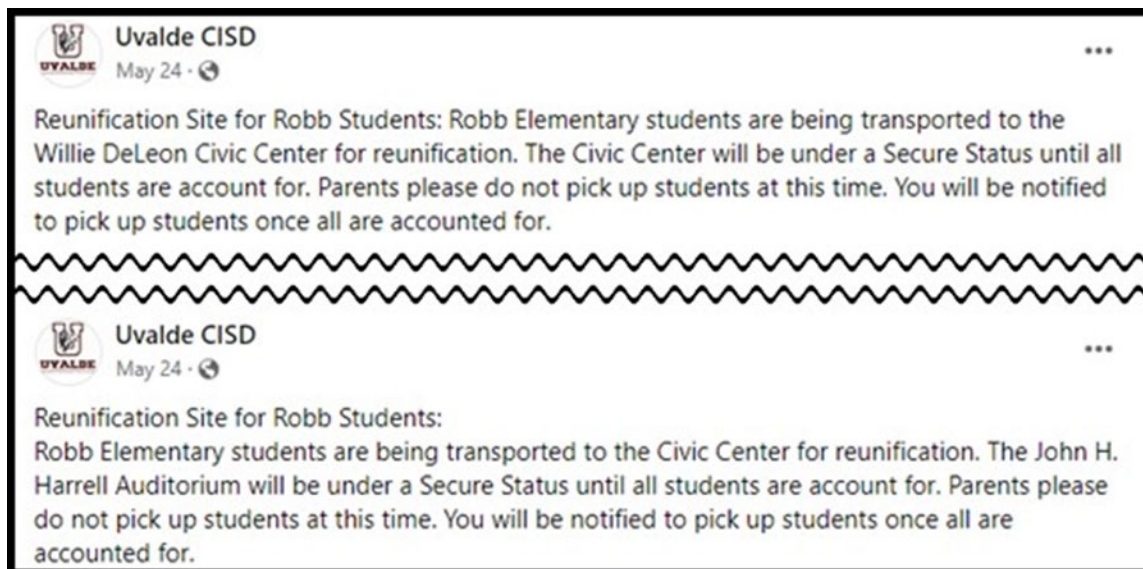 Uvalde CISD
UVALDE
May 24 ·
Reunification Site for Robb Students: Robb Elementary students are being transported to the
Willie DeLeon Civic Center for reunification. The Civic Center will be under a Secure Status until all
students are account for. Parents please do not pick up students at this time. You will be notified
to pick up students once all are accounted for.
Uvalde CISD
UVALDE
May 24 ·
Reunification Site for Robb Students:
Robb Elementary students are being transported to the Civic Center for reunification. The John H.
Harrell Auditorium will be under a Secure Status until all students are account for. Parents please
do not pick up students at this time. You will be notified to pick up students once all are
accounted for.